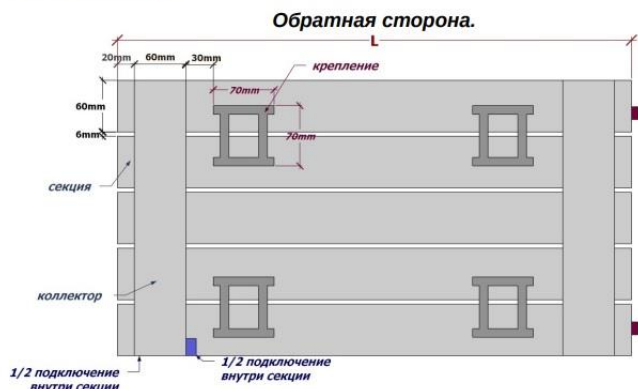 Обратная сторона.
L
20mm 60mm 30mm
крепление
70mm
60mm
70mm
6mm
секция
коллектор
1/2 подключение
внутри секции
1/2 подключение
внутри секции